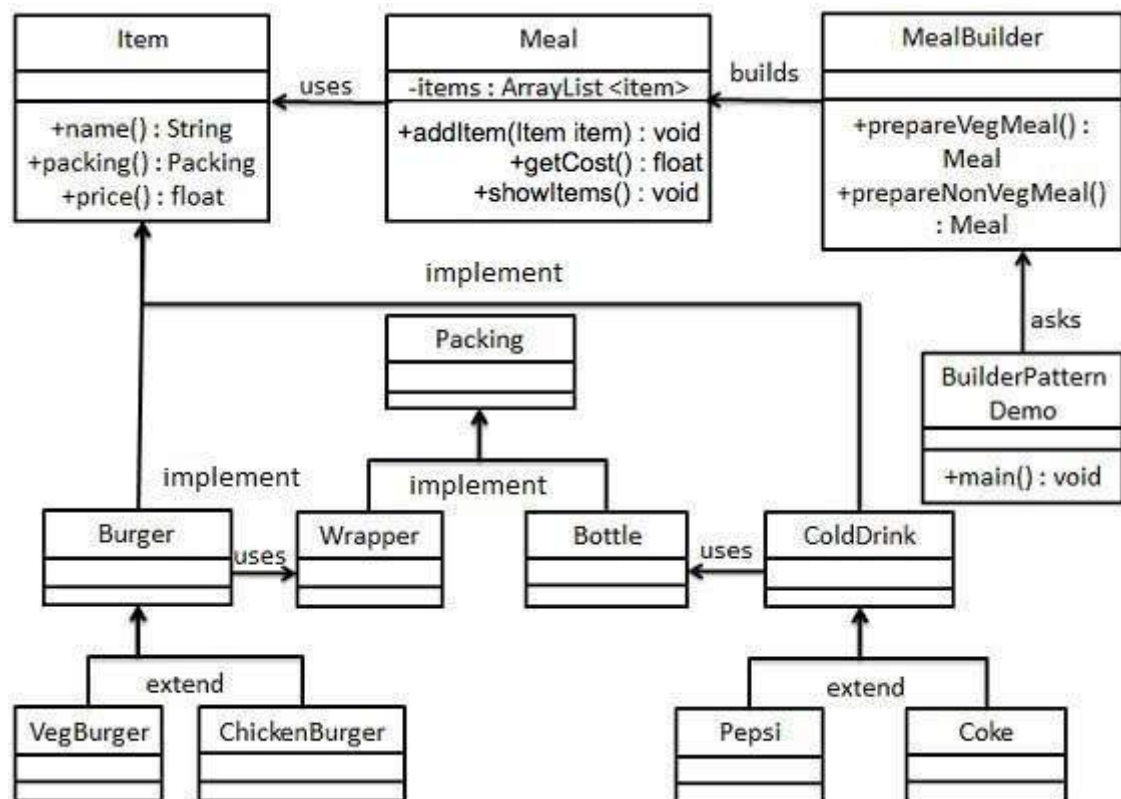 Item
+name() : String
+packing() : Packing
+price() : float
uses
Meal
-items : ArrayList <item>
+addItem(Item item) : void
+getCost() : float
+showItems() : void
builds
MealBuilder
+prepareVegMeal() :
Meal
+prepareNonVegMeal()
: Meal
implement
asks
Packing
BuilderPattern
Demo
+main() : void
implement
implement
Burger
uses
Wrapper
Bottle
uses
ColdDrink
extend
extend
VegBurger
ChickenBurger
Pepsi
Coke